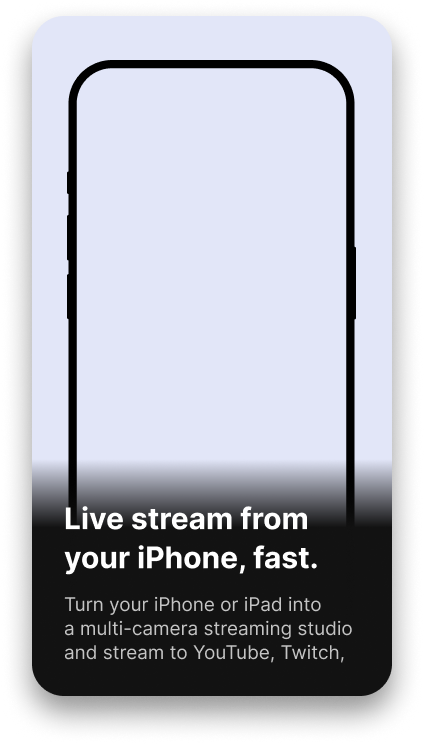 Live stream from
your iPhone, fast.
Turn your iPhone or iPad into
a multi-camera streaming studio
and stream to YouTube, Twitch,